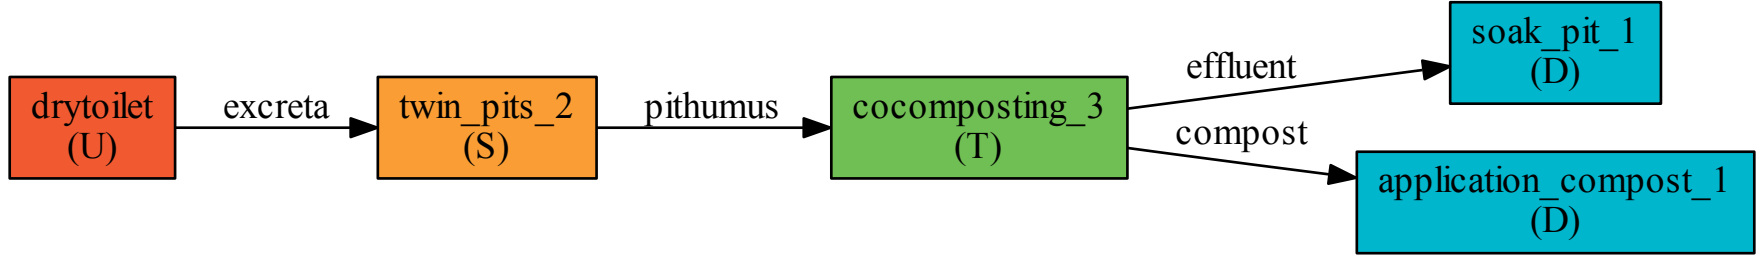 drytoilet
(U)
excreta
twin_pits_2
(S)
pithumus
cocomposting_3
(T)
effluent
compost
soak_pit_1
(D)
application_compost_1
(D)